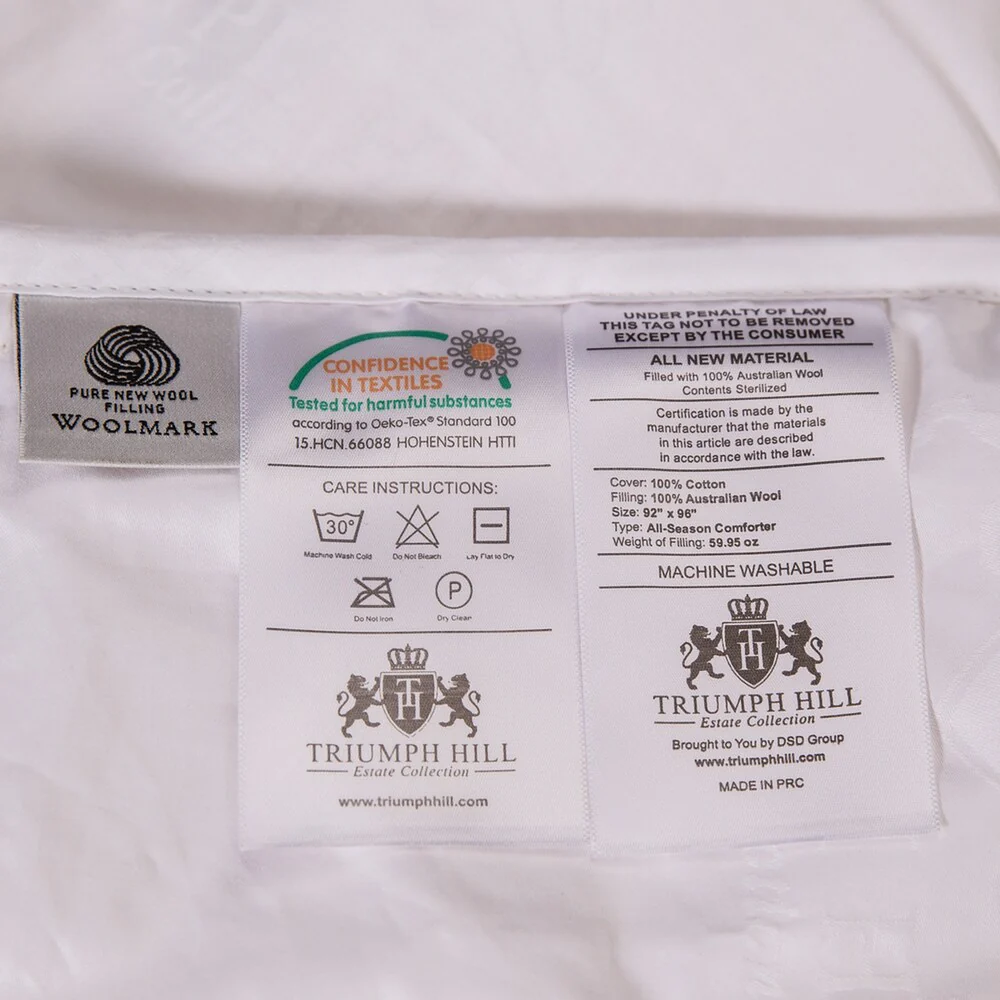 PURE NEW WOOL
FILLING
WOOLMARK
CONFIDENCE
IN TEXTILES
Tested for harmful substances
according to Oeko-Tex® Standard 100
15.HCN.66088 HOHENSTEIN HTTI
CARE INSTRUCTIONS:
30°
Machine Wash Cold
Do Not Bleach
Lay Flat to Dry
P
Do Not Iron
Dry Clean
TH
TRIUMPH HILL
Estate Collection
www.triumphhill.com
UNDER PENALTY OF LAW
THIS TAG NOT TO BE REMOVED
EXCEPT BY THE CONSUMER
ALL NEW MATERIAL
Filled with 100% Australian Wool
Contents Sterilized
Certification is made by the
manufacturer that the materials
in this article are described
in accordance with the law.
Cover: 100% Cotton
Filling: 100% Australian Wool
Size: 92" x 96"
Type: All-Season Comforter
Weight of Filling: 59.95 oz
MACHINE WASHABLE
TH
TRIUMPH HILL
Estate Collection
Brought to You by DSD Group
www.triumphhill.com
MADE IN PRC